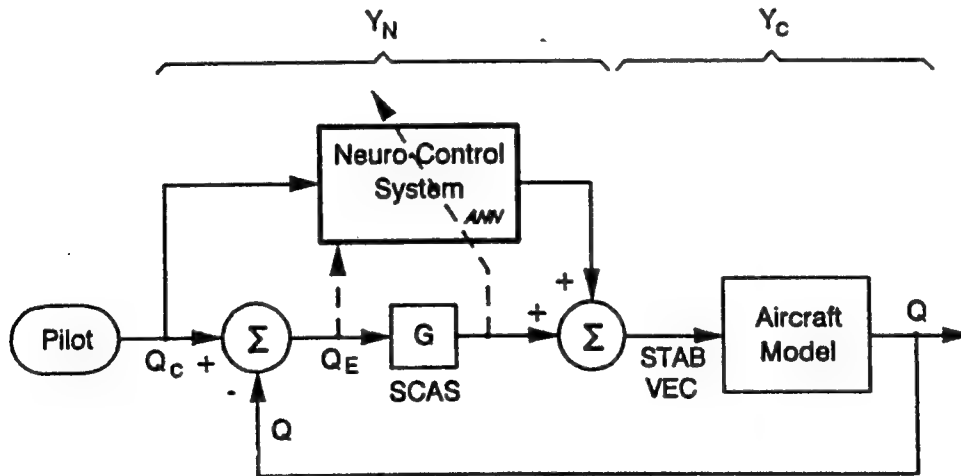 Y_N
Y_C
Neuro-Control
System
ANN
Pilot
Q_C
+
-
Σ
Q_E
G
SCAS
+
+
Σ
STAB
VEC
Aircraft
Model
Q
Q